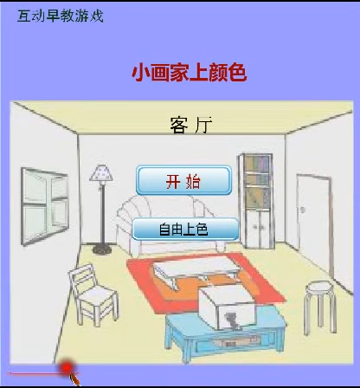 互动早教游戏
小画家上颜色
客厅
开始
自由上色